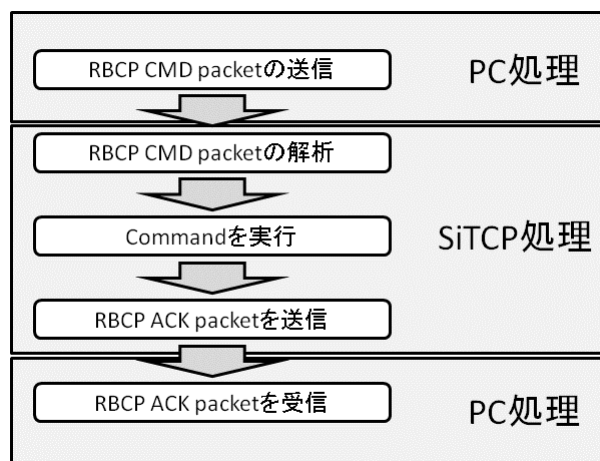 RBCP CMD packetの送信
PC処理
RBCP CMD packetの解析
Commandを実行
SiTCP処理
RBCP ACK packetを送信
RBCP ACK packetを受信
PC処理